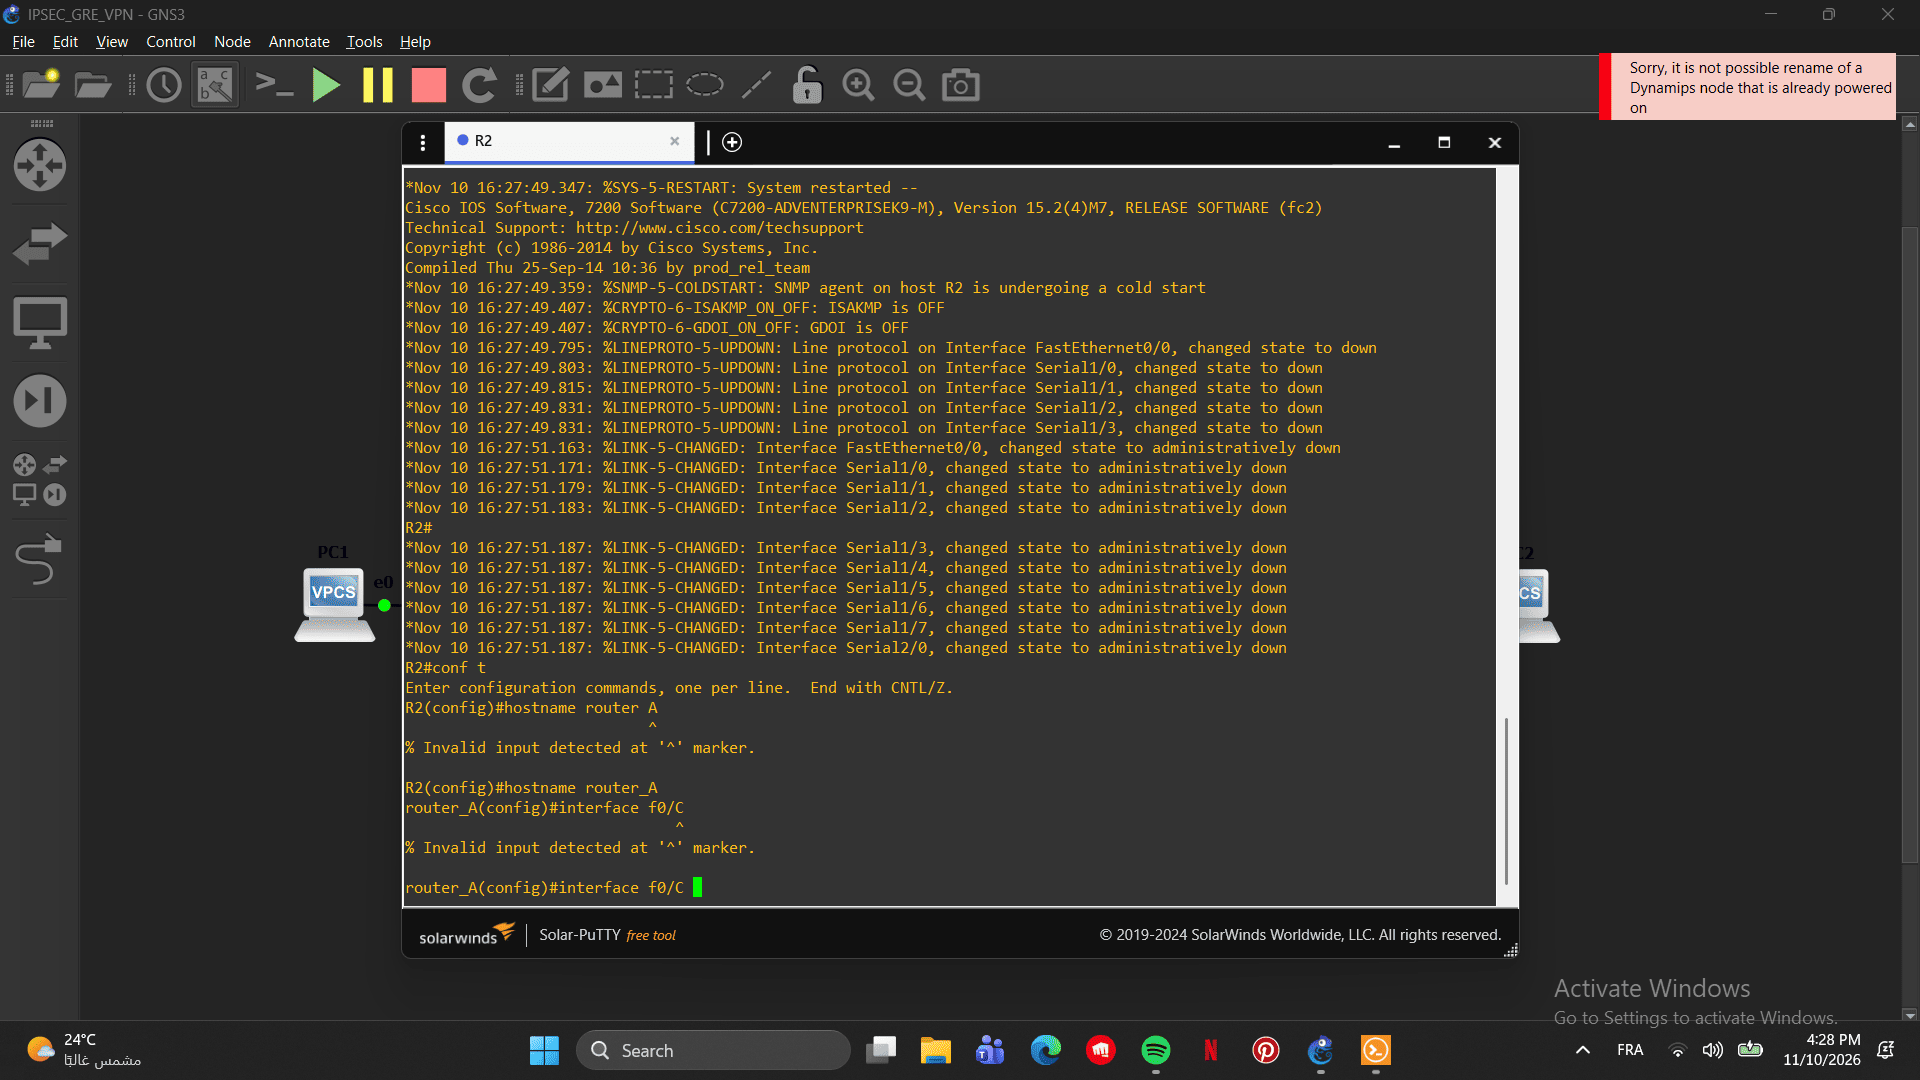 IPSEC_GRE_VPN - GNS3
File Edit View Control Node Annotate Tools Help
Sorry, it is not possible rename of a
Dynamips node that is already powered
on
R2
*Nov 10 16:27:49.347: %SYS-5-RESTART: System restarted --
Cisco IOS Software, 7200 Software (C7200-ADVENTERPRISEK9-M), Version 15.2(4)M7, RELEASE SOFTWARE (fc2)
Technical Support: http://www.cisco.com/techsupport
Copyright (c) 1986-2014 by Cisco Systems, Inc.
Compiled Thu 25-Sep-14 10:36 by prod_rel_team
*Nov 10 16:27:49.359: %SNMP-5-COLDSTART: SNMP agent on host R2 is undergoing a cold start
*Nov 10 16:27:49.407: %CRYPTO-6-ISAKMP_ON_OFF: ISAKMP is OFF
*Nov 10 16:27:49.407: %CRYPTO-6-GDOI_ON_OFF: GDOI is OFF
*Nov 10 16:27:49.795: %LINEPROTO-5-UPDOWN: Line protocol on Interface FastEthernet0/0, changed state to down
*Nov 10 16:27:49.803: %LINEPROTO-5-UPDOWN: Line protocol on Interface Serial1/0, changed state to down
*Nov 10 16:27:49.815: %LINEPROTO-5-UPDOWN: Line protocol on Interface Serial1/1, changed state to down
*Nov 10 16:27:49.831: %LINEPROTO-5-UPDOWN: Line protocol on Interface Serial1/2, changed state to down
*Nov 10 16:27:49.831: %LINEPROTO-5-UPDOWN: Line protocol on Interface Serial1/3, changed state to down
*Nov 10 16:27:51.163: %LINK-5-CHANGED: Interface FastEthernet0/0, changed state to administratively down
*Nov 10 16:27:51.171: %LINK-5-CHANGED: Interface Serial1/0, changed state to administratively down
*Nov 10 16:27:51.179: %LINK-5-CHANGED: Interface Serial1/1, changed state to administratively down
*Nov 10 16:27:51.183: %LINK-5-CHANGED: Interface Serial1/2, changed state to administratively down
R2#
*Nov 10 16:27:51.187: %LINK-5-CHANGED: Interface Serial1/3, changed state to administratively down
*Nov 10 16:27:51.187: %LINK-5-CHANGED: Interface Serial1/4, changed state to administratively down
*Nov 10 16:27:51.187: %LINK-5-CHANGED: Interface Serial1/5, changed state to administratively down
*Nov 10 16:27:51.187: %LINK-5-CHANGED: Interface Serial1/6, changed state to administratively down
*Nov 10 16:27:51.187: %LINK-5-CHANGED: Interface Serial1/7, changed state to administratively down
*Nov 10 16:27:51.187: %LINK-5-CHANGED: Interface Serial2/0, changed state to administratively down
R2#conf t
Enter configuration commands, one per line.  End with CNTL/Z.
R2(config)#hostname router A
^
% Invalid input detected at '^' marker.
R2(config)#hostname router_A
router_A(config)#interface f0/C
^
% Invalid input detected at '^' marker.
router_A(config)#interface f0/C
PC1
VPCS
e0
C2
CS
solarwinds
Solar-PuTTY free tool
© 2019-2024 SolarWinds Worldwide, LLC. All rights reserved.
Activate Windows
Go to Settings to activate Windows.
24°C
مشمس غالبًا
Search
FRA
4:28 PM
11/10/2026